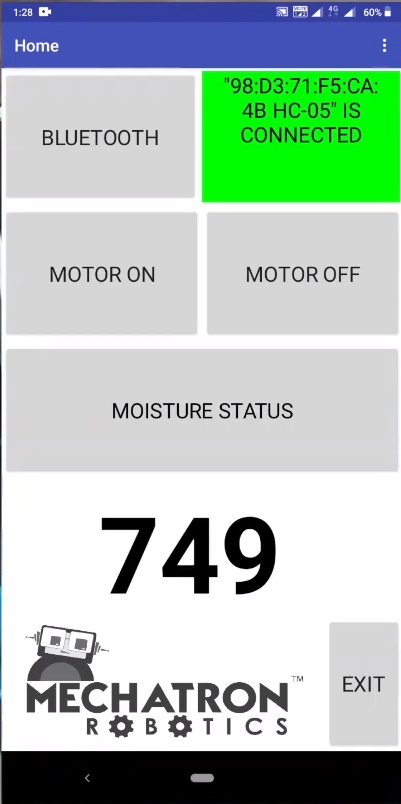 1:28
4G
60%
Home
BLUETOOTH
"98:D3:71:F5:CA:
4B HC-05" IS
CONNECTED
MOTOR ON
MOTOR OFF
MOISTURE STATUS
749
MECHATRON™
ROBOTICS
EXIT